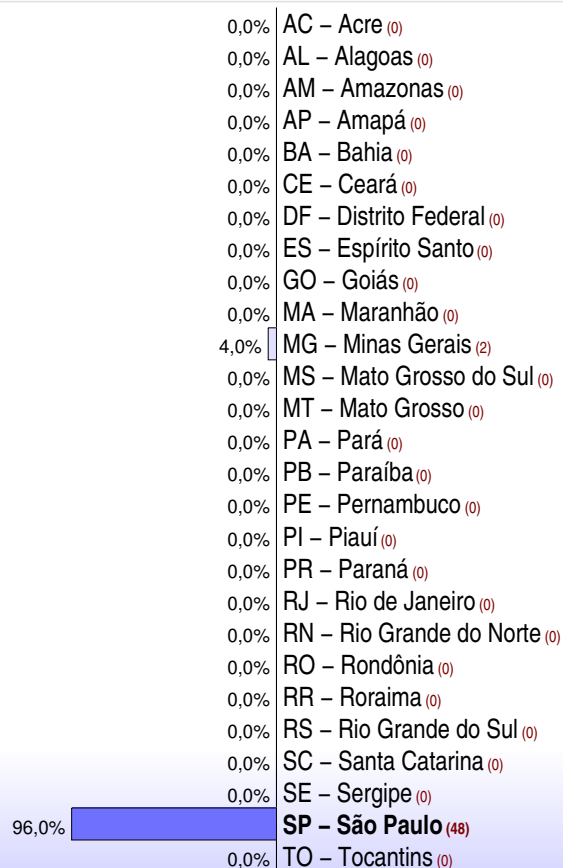 0,0% AC – Acre (0)
0,0% AL – Alagoas (0)
0,0% AM – Amazonas (0)
0,0% AP – Amapá (0)
0,0% BA – Bahia (0)
0,0% CE – Ceará (0)
0,0% DF – Distrito Federal (0)
0,0% ES – Espírito Santo (0)
0,0% GO – Goiás (0)
0,0% MA – Maranhão (0)
4,0% MG – Minas Gerais (2)
0,0% MS – Mato Grosso do Sul (0)
0,0% MT – Mato Grosso (0)
0,0% PA – Pará (0)
0,0% PB – Paraíba (0)
0,0% PE – Pernambuco (0)
0,0% PI – Piauí (0)
0,0% PR – Paraná (0)
0,0% RJ – Rio de Janeiro (0)
0,0% RN – Rio Grande do Norte (0)
0,0% RO – Rondônia (0)
0,0% RR – Roraima (0)
0,0% RS – Rio Grande do Sul (0)
0,0% SC – Santa Catarina (0)
0,0% SE – Sergipe (0)
96,0% SP – São Paulo (48)
0,0% TO – Tocantins (0)